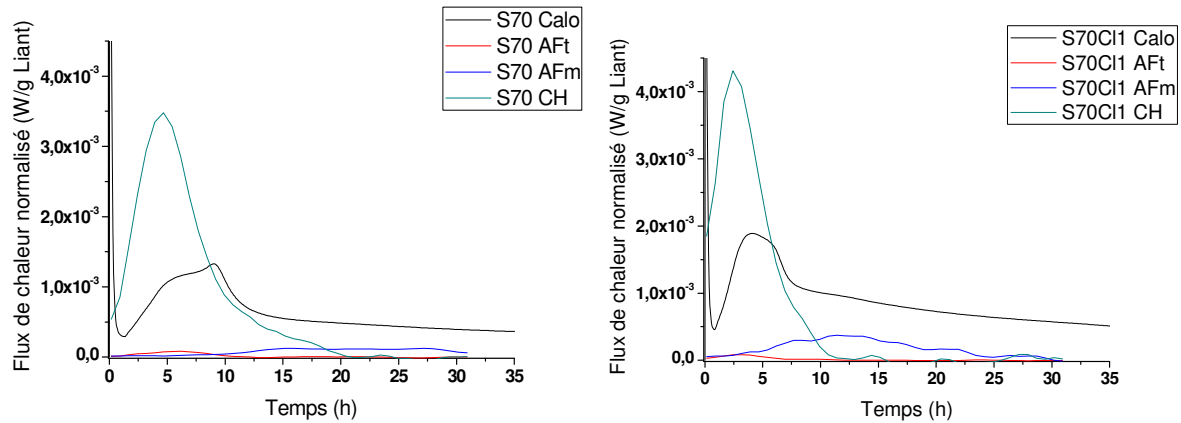 S70 Calo
S70 AFt
S70 AFm
S70 CH
4,0x10-3
3,0x10-3
2,0x10-3
1,0x10-3
0,0
0 5 10 15 20 25 30 35
Temps (h)
Flux de chaleur normalisé (W/g Liant)
S70Cl1 Calo
S70Cl1 AFt
S70Cl1 AFm
S70Cl1 CH
4,0x10-3
3,0x10-3
2,0x10-3
1,0x10-3
0,0
0 5 10 15 20 25 30 35
Temps (h)
Flux de chaleur normalisé (W/g Liant)